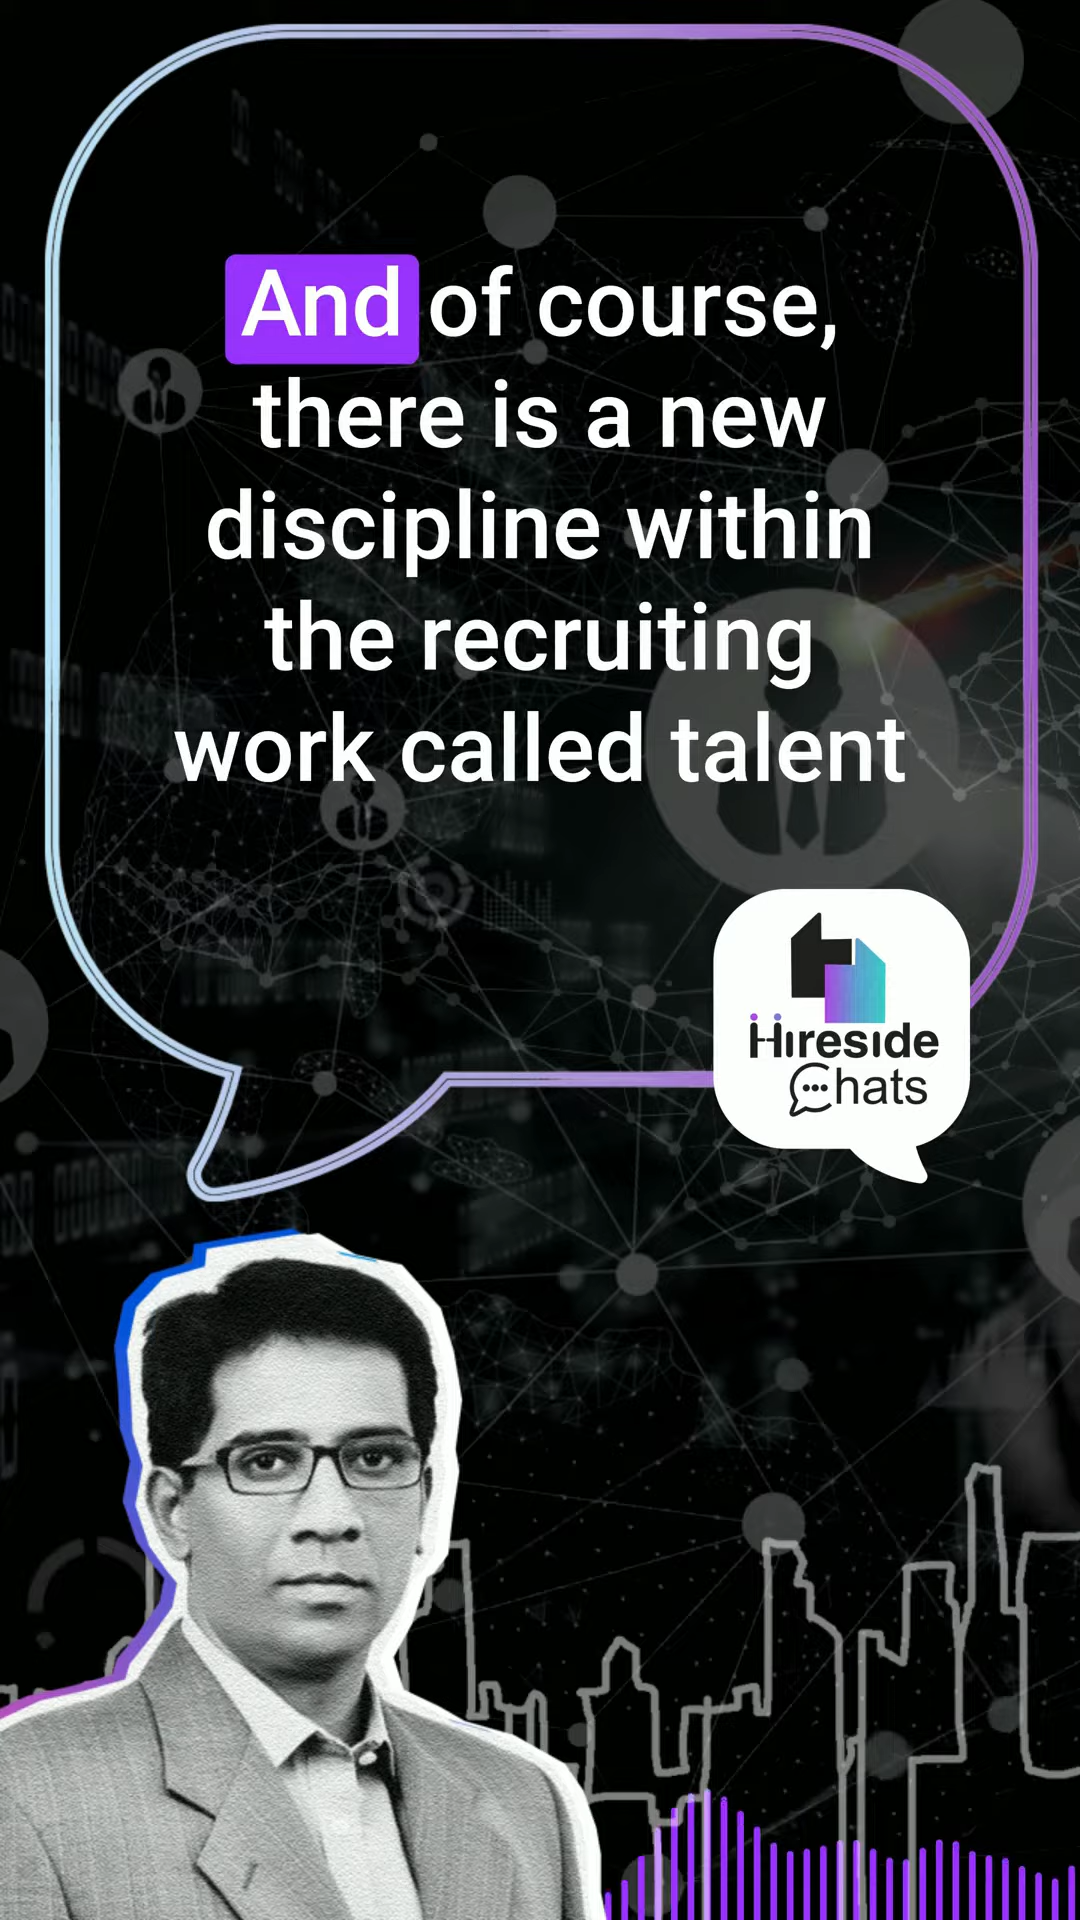 And of course,
there is a new
discipline within
the recruiting
work called talent
Hireside
Chats